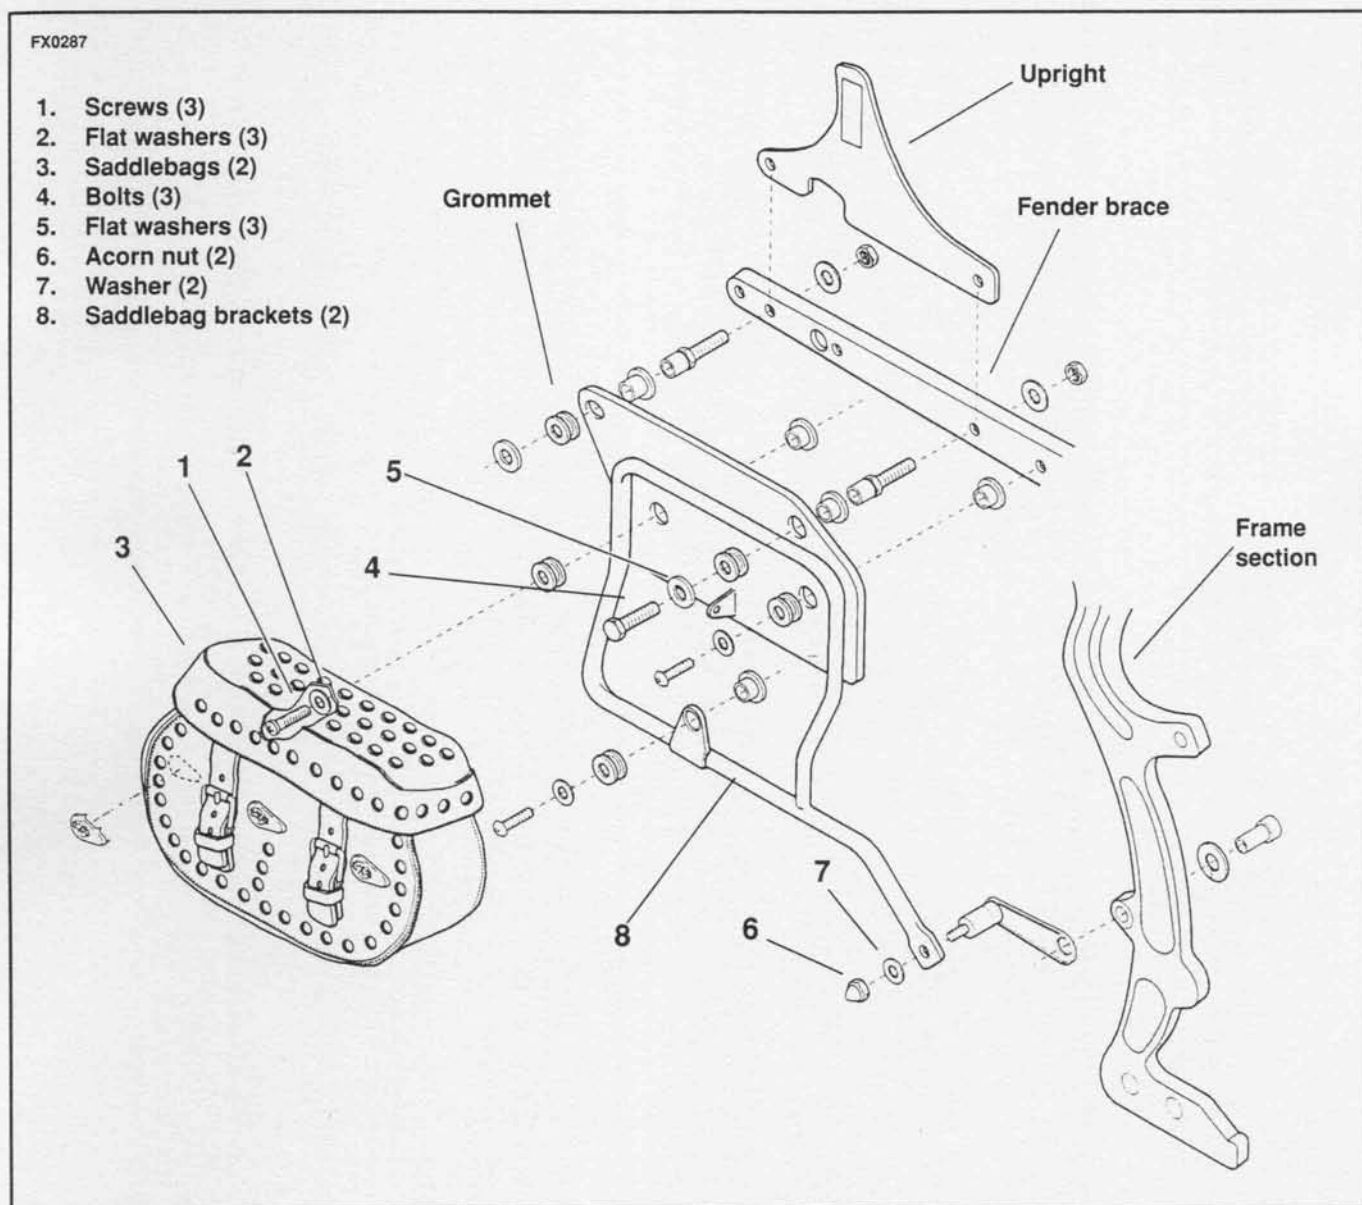 FX0287
1. Screws (3)
2. Flat washers (3)
3. Saddlebags (2)
4. Bolts (3)
5. Flat washers (3)
6. Acorn nut (2)
7. Washer (2)
8. Saddlebag brackets (2)
Upright
Grommet
Fender brace
1
2
5
3
4
Frame
section
7
8
6